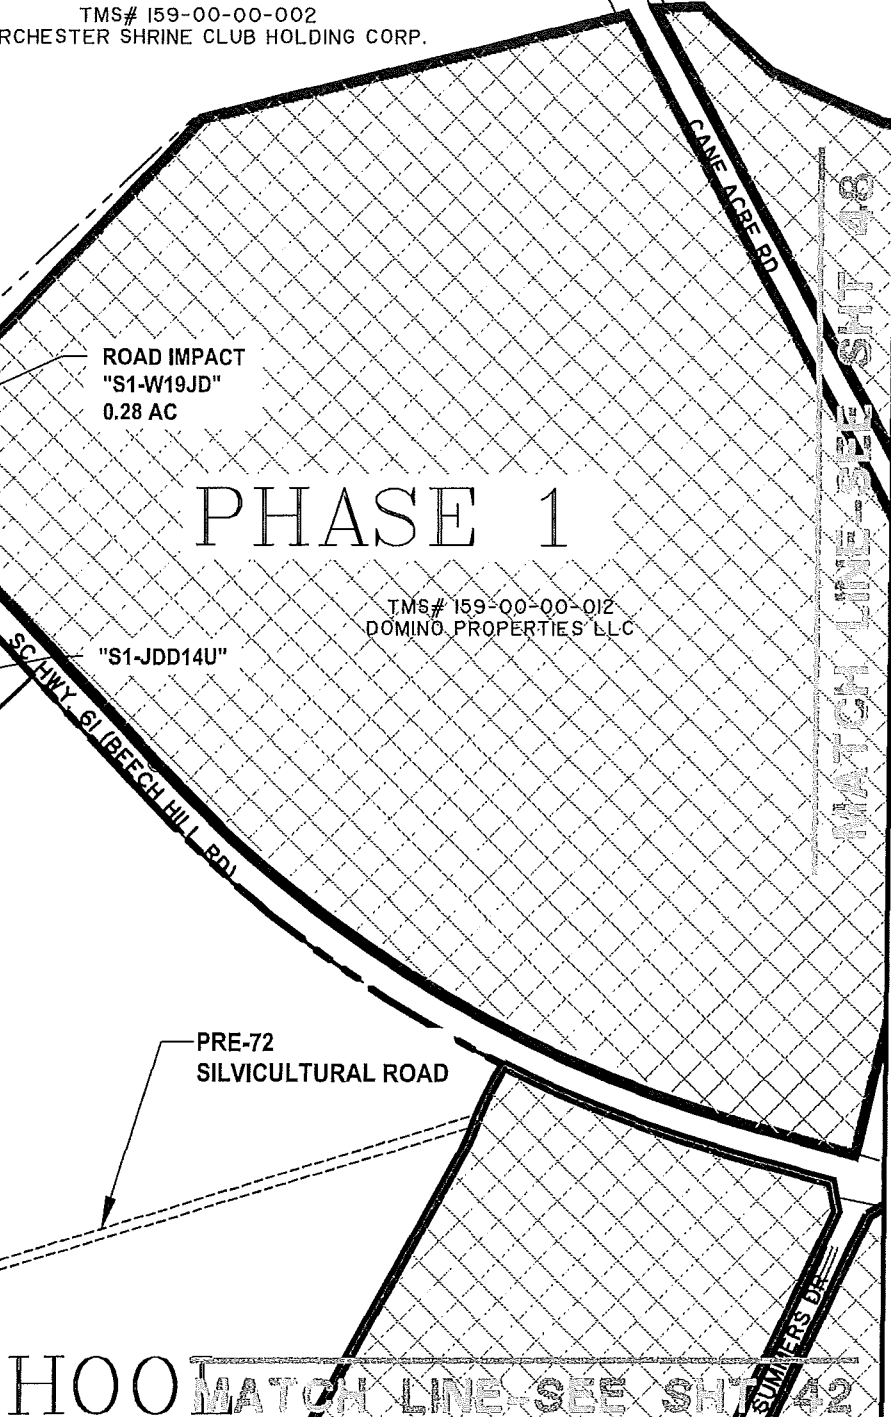 TMS# 159-00-00-002
RCHESTER SHRINE CLUB HOLDING CORP.
CANE ACRE RD
MATCH LINE-SEE SHT 48
ROAD IMPACT
"S1-W19JD"
0.28 AC
PHASE 1
TMS# 159-00-00-012
DOMINO PROPERTIES LLC
"S1-JDD14U"
SC HWY. 61 (BEECH HILL RD)
PRE-72
SILVICULTURAL ROAD
SUMMERS DR
HOOL
MATCH LINE-SEE SHT 42